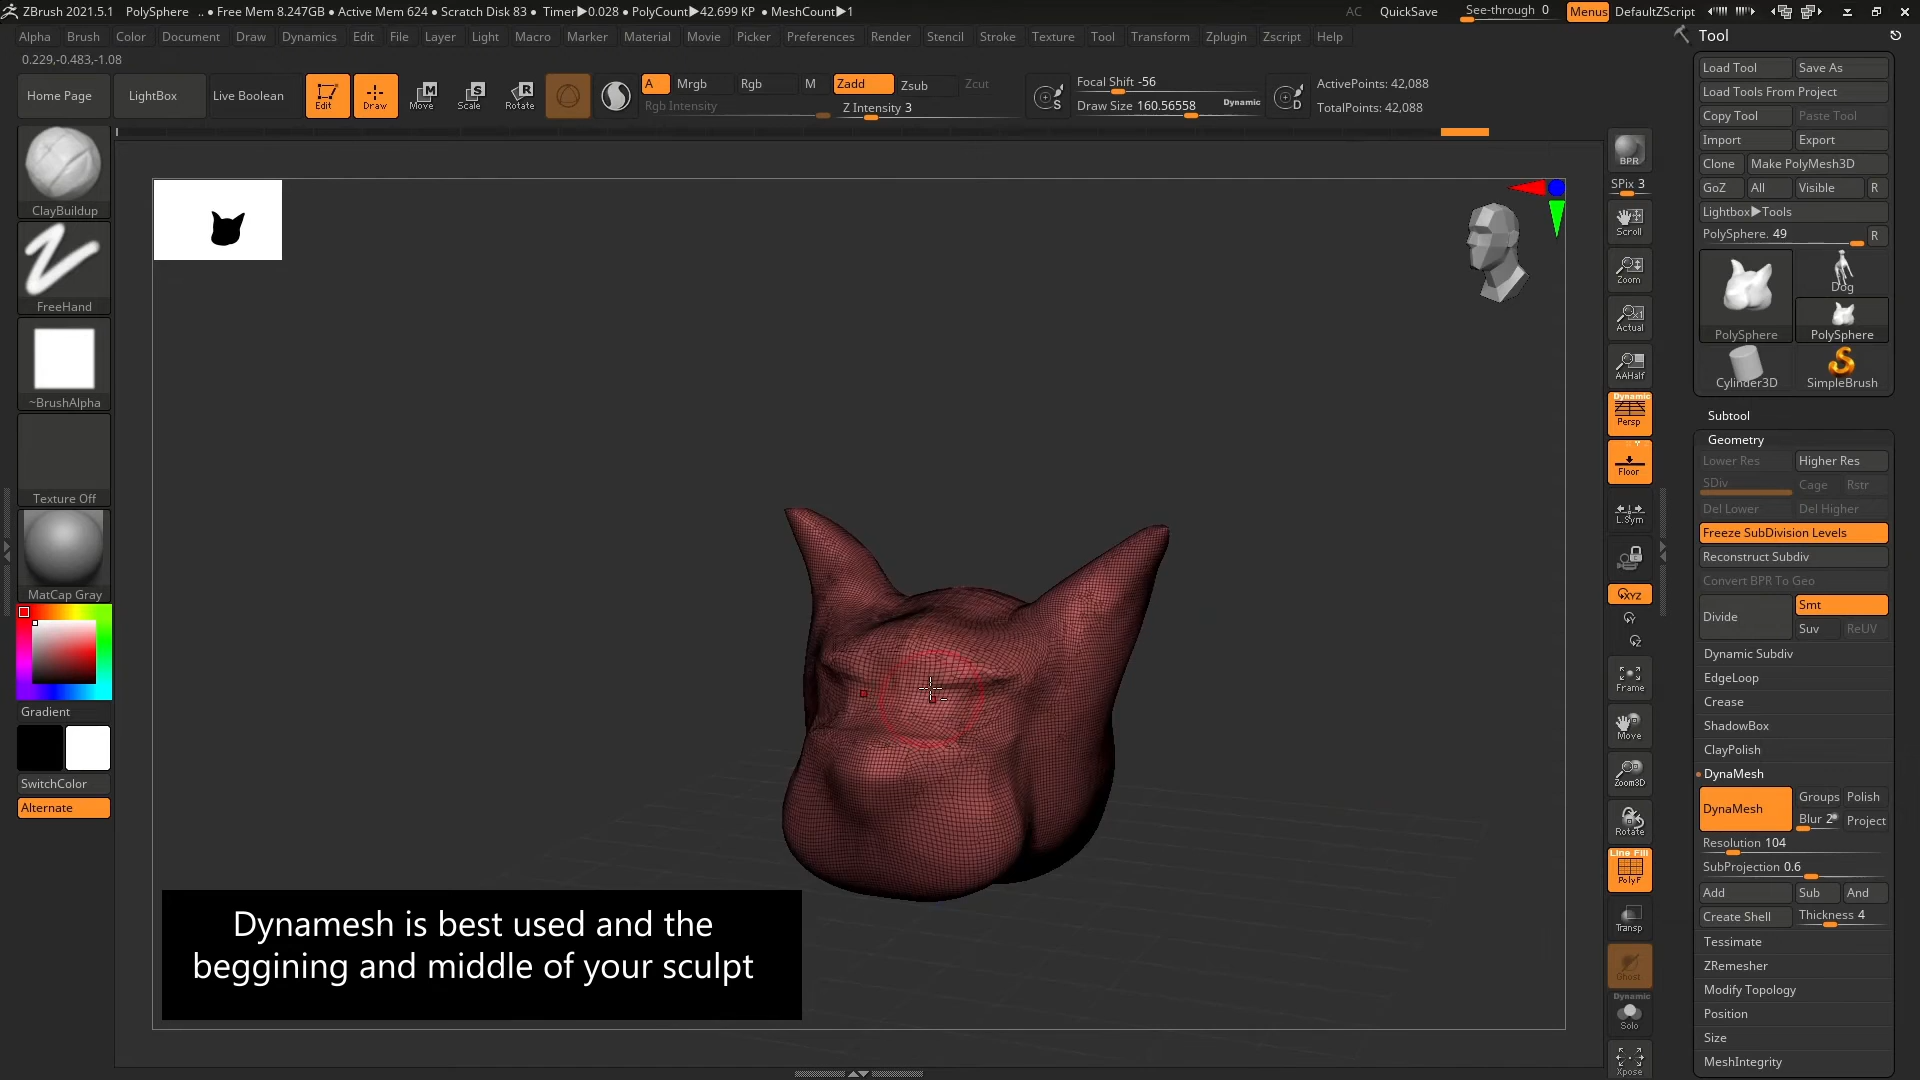 ZBrush 2021.5.1 PolySphere .. ● Free Mem 8.247GB ● Active Mem 624 ● Scratch Disk 83 ● Timer▶0.028 ● PolyCount▶42.699 KP ● MeshCount▶1 AC QuickSave See-through 0 Menus DefaultZScript
Alpha Brush Color Document Draw Dynamics Edit File Layer Light Macro Marker Material Movie Picker Preferences Render Stencil Stroke Texture Tool Transform Zplugin Zscript Help
0.229,-0.483,-1.08
Home Page LightBox Live Boolean Edit Draw Move Scale Rotate
A Mrgb Rgb M Zadd Zsub Zcut
Rgb Intensity Z Intensity 3
Focal Shift -56
Draw Size 160.56558 Dynamic
ActivePoints: 42,088
TotalPoints: 42,088
ClayBuildup
FreeHand
~BrushAlpha
Texture Off
MatCap Gray
Gradient
SwitchColor
Alternate
Dynamesh is best used and the
beggining and middle of your sculpt
BPR
SPix 3
Scroll
Zoom
Actual
AAHalf
Dynamic
Persp
Floor
L.Sym
XYZ
Y
Z
Frame
Move
Zoom3D
Rotate
Line Fill
PolyF
Transp
Ghost
Dynamic
Solo
Xpose
Tool
Load Tool Save As
Load Tools From Project
Copy Tool Paste Tool
Import Export
Clone Make PolyMesh3D
GoZ All Visible R
Lightbox▶Tools
PolySphere. 49 R
Dog
PolySphere PolySphere
Cylinder3D SimpleBrush
Subtool
Geometry
Lower Res Higher Res
SDiv Cage Rstr
Del Lower Del Higher
Freeze SubDivision Levels
Reconstruct Subdiv
Convert BPR To Geo
Divide Smt
Suv ReUV
Dynamic Subdiv
EdgeLoop
Crease
ShadowBox
ClayPolish
DynaMesh
DynaMesh Groups Polish
Blur 2 Project
Resolution 104
SubProjection 0.6
Add Sub And
Create Shell Thickness 4
Tessimate
ZRemesher
Modify Topology
Position
Size
MeshIntegrity